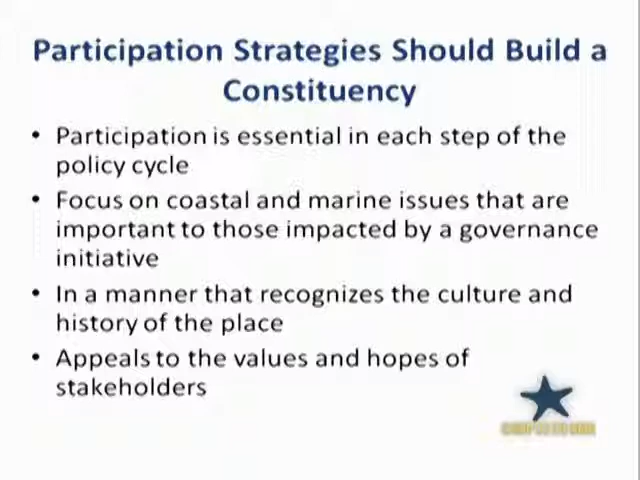 Participation Strategies Should Build a
Constituency
• Participation is essential in each step of the
policy cycle
• Focus on coastal and marine issues that are
important to those impacted by a governance
initiative
• In a manner that recognizes the culture and
history of the place
• Appeals to the values and hopes of
stakeholders